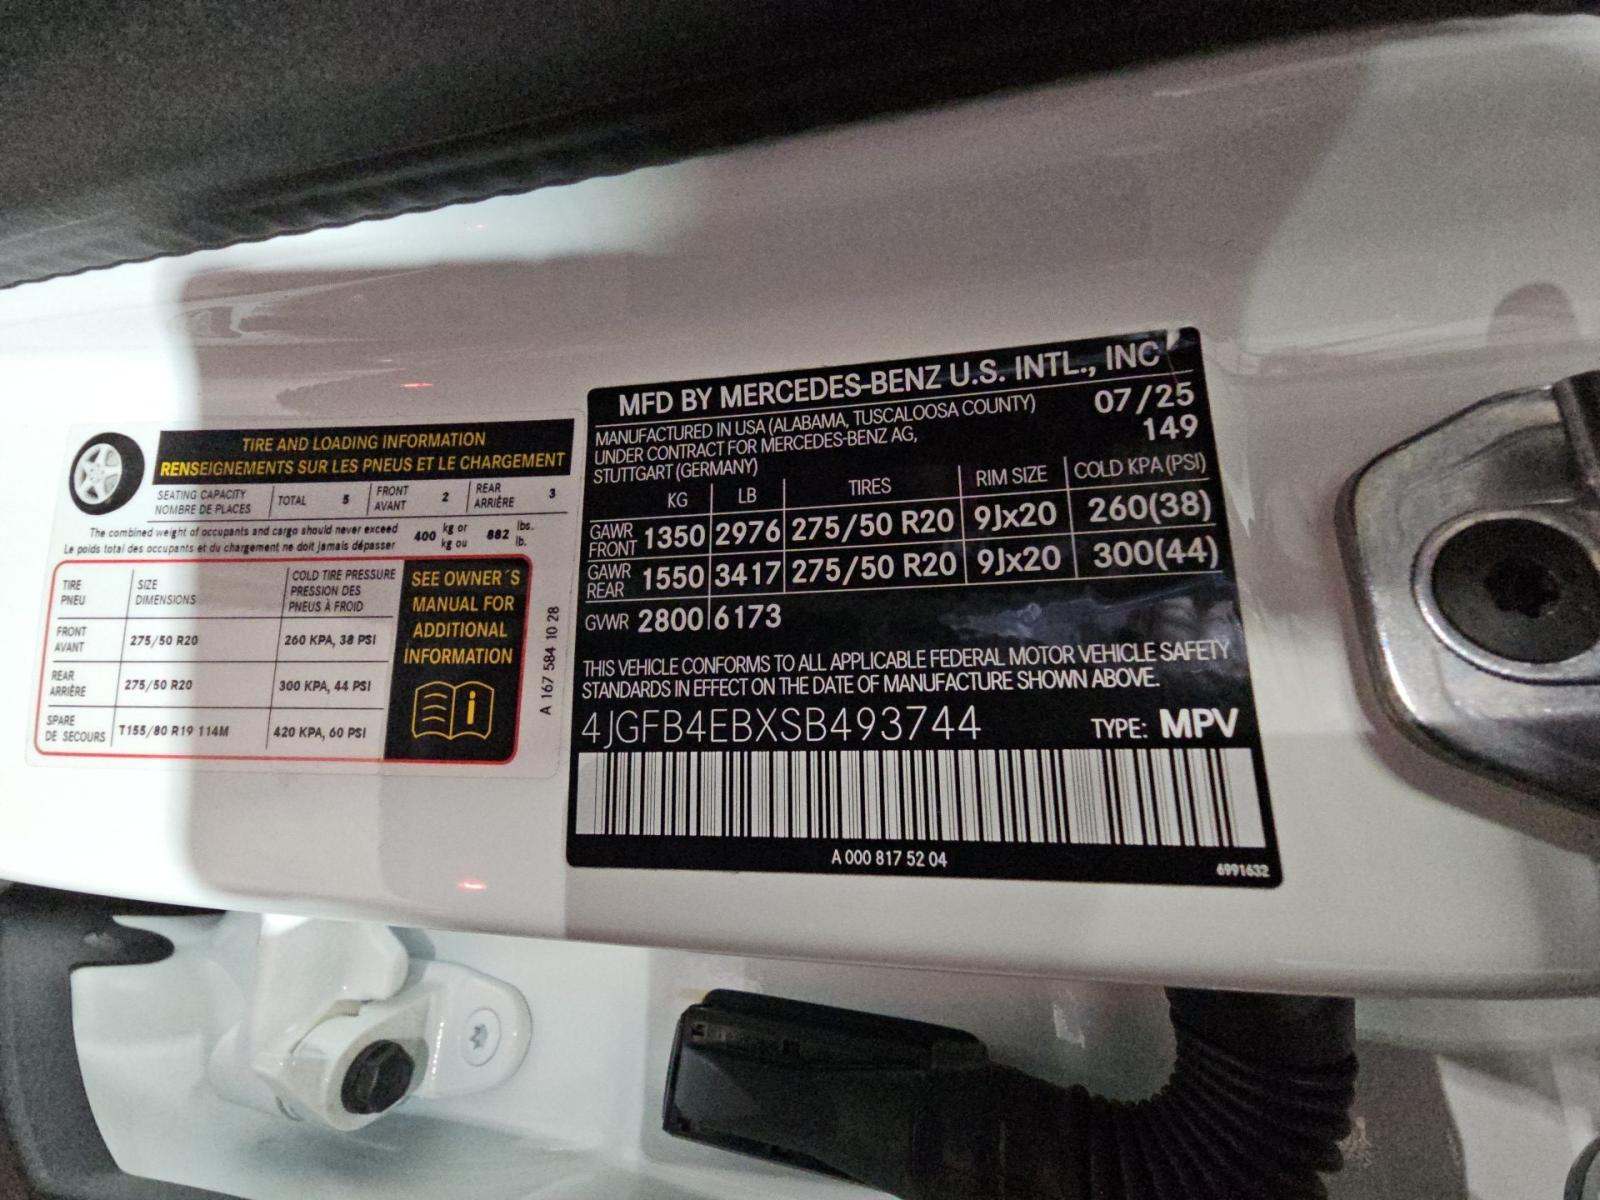 TIRE AND LOADING INFORMATION
RENSEIGNEMENTS SUR LES PNEUS ET LE CHARGEMENT
SEATING CAPACITY
NOMBRE DE PLACES
TOTAL 5
FRONT
AVANT
2
REAR
ARRIÈRE
3
The combined weight of occupants and cargo should never exceed 400 kg or 882 lbs.
Le poids total des occupants et du chargement ne doit jamais dépasser kg ou lb.
TIRE
PNEU
SIZE
DIMENSIONS
COLD TIRE PRESSURE
PRESSION DES
PNEUS À FROID
FRONT
AVANT
275/50 R20 260 KPA, 38 PSI
REAR
ARRIÈRE
275/50 R20 300 KPA, 44 PSI
SPARE
DE SECOURS
T155/80 R19 114M 420 KPA, 60 PSI
SEE OWNER´S
MANUAL FOR
ADDITIONAL
INFORMATION
i
A 167 584 10 28
MFD BY MERCEDES-BENZ U.S. INTL., INC
MANUFACTURED IN USA (ALABAMA, TUSCALOOSA COUNTY) 07/25
UNDER CONTRACT FOR MERCEDES-BENZ AG, 149
STUTTGART (GERMANY)
KG LB TIRES RIM SIZE COLD KPA (PSI)
GAWR
FRONT
1350 2976 275/50 R20 9Jx20 260(38)
GAWR
REAR
1550 3417 275/50 R20 9Jx20 300(44)
GVWR 2800 6173
THIS VEHICLE CONFORMS TO ALL APPLICABLE FEDERAL MOTOR VEHICLE SAFETY
STANDARDS IN EFFECT ON THE DATE OF MANUFACTURE SHOWN ABOVE.
4JGFB4EBXSB493744 TYPE: MPV
A 000 817 52 04
6991632